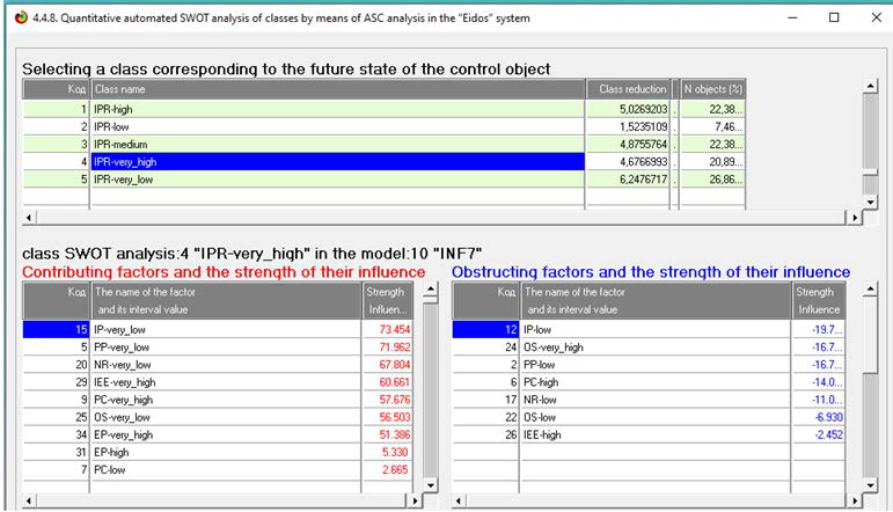 4.4.8. Quantitative automated SWOT analysis of classes by means of ASC analysis in the "Eidos" system
Selecting a class corresponding to the future state of the control object
Код Class name Class reduction N objects (%)
1 IPR-high 5,0269203 . 22,38...
2 IPR-low 1,5235109 . 7,46...
3 IPR-medium 4,8755764 . 22,38...
4 IPR-very_high 4,6766993 . 20,89...
5 IPR-very_low 6,2476717 . 26,86...
class SWOT analysis:4 "IPR-very_high" in the model:10 "INF7"
Contributing factors and the strength of their influence
Код The name of the factor Strength
and its interval value Influen...
15 IP-very_low 73.454
5 PP-very_low 71.962
20 NR-very_low 67.804
29 IEE-very_high 60.661
9 PC-very_high 57.676
25 OS-very_low 56.503
34 EP-very_high 51.386
31 EP-high 5.330
7 PC-low 2.665
Obstructing factors and the strength of their influence
Код The name of the factor Strength
and its interval value Influence
12 IP-low -19.7...
24 OS-very_high -16.7...
2 PP-low -16.7...
6 PC-high -14.0...
17 NR-low -11.0...
22 OS-low -6.930
26 IEE-high -2.452